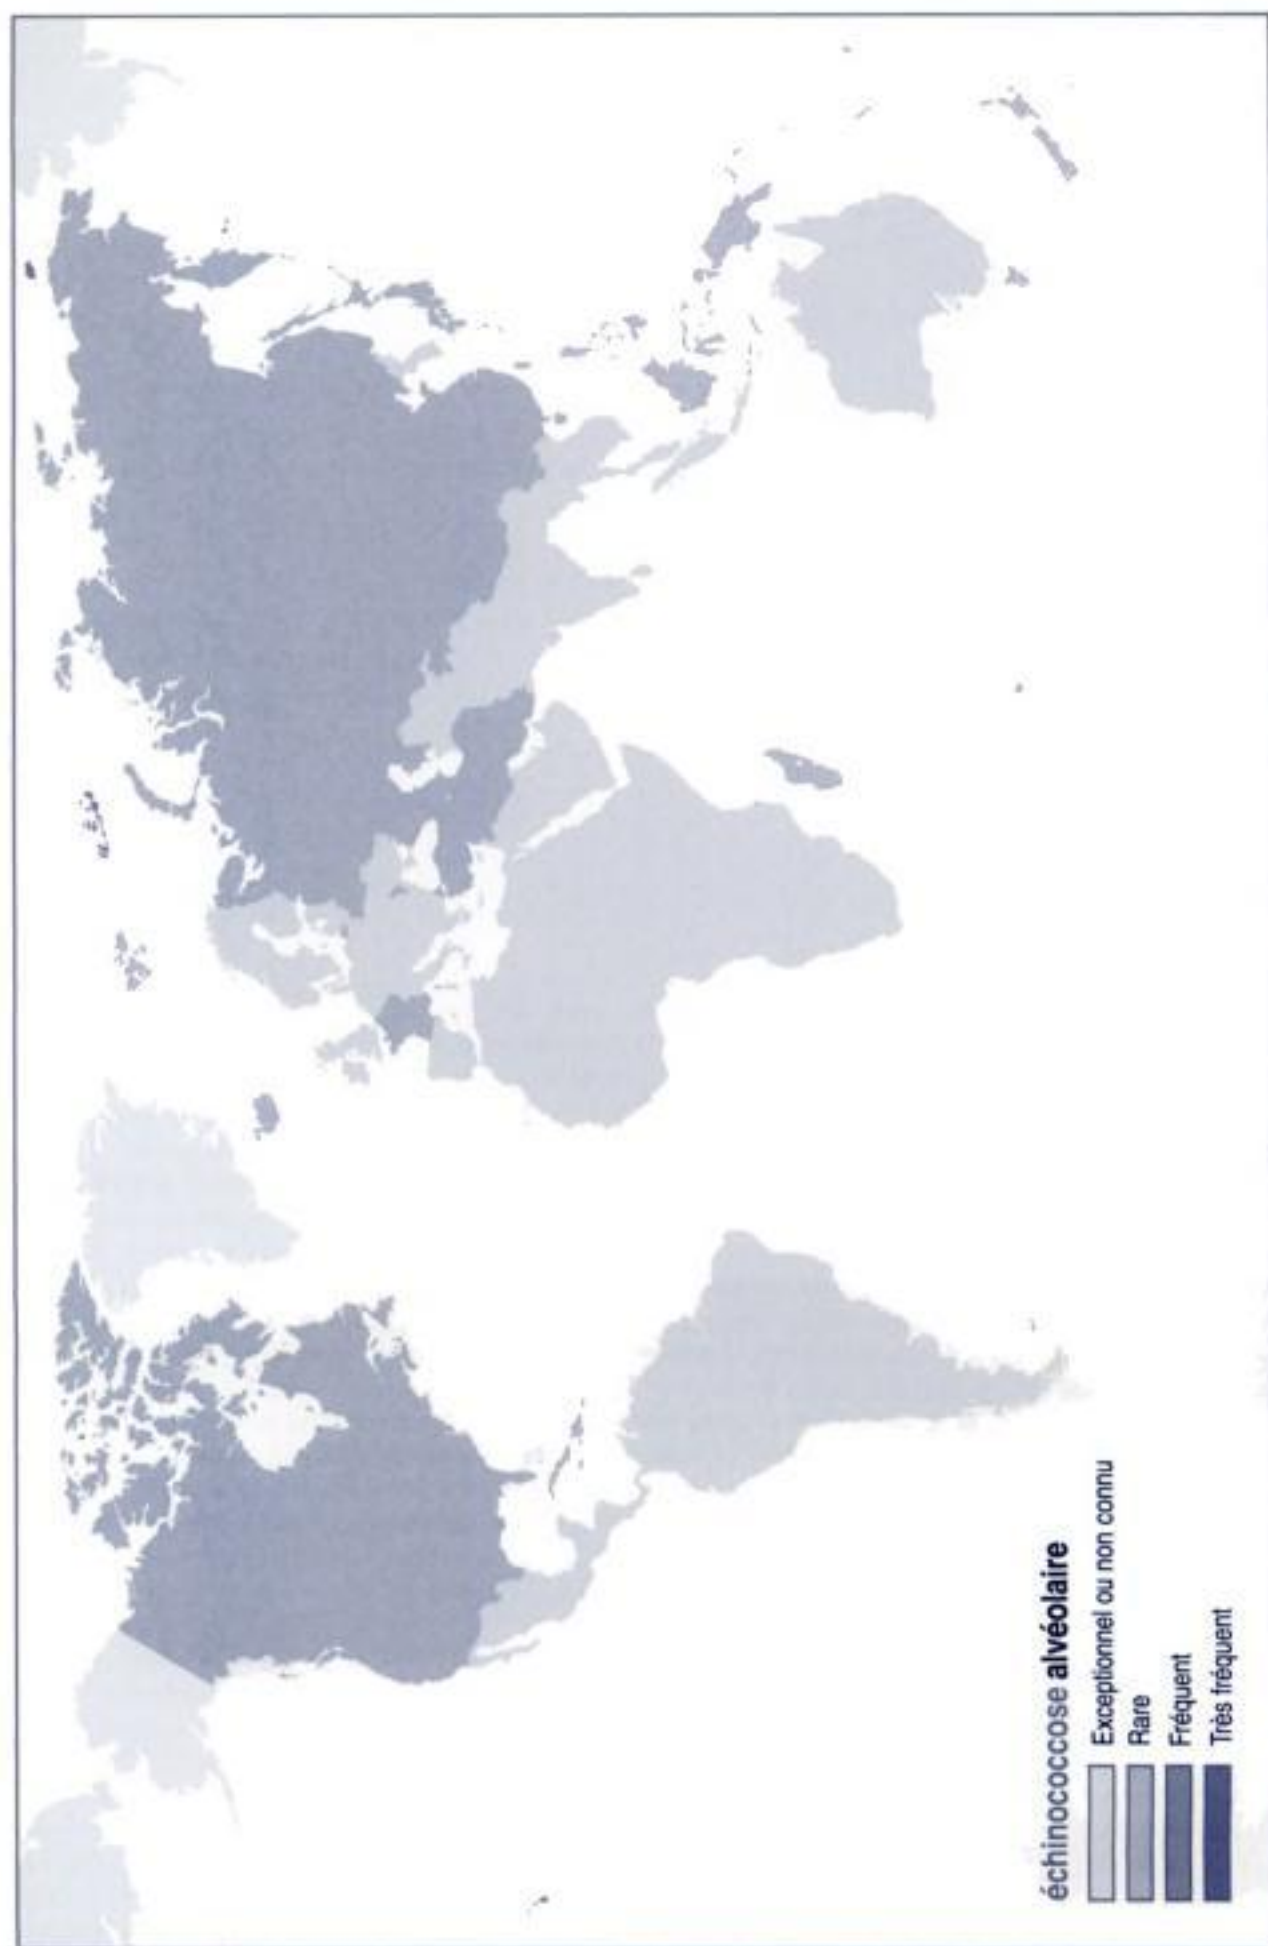 échinococcose alvéolaire
Exceptionnel ou non connu
Rare
Fréquent
Très fréquent